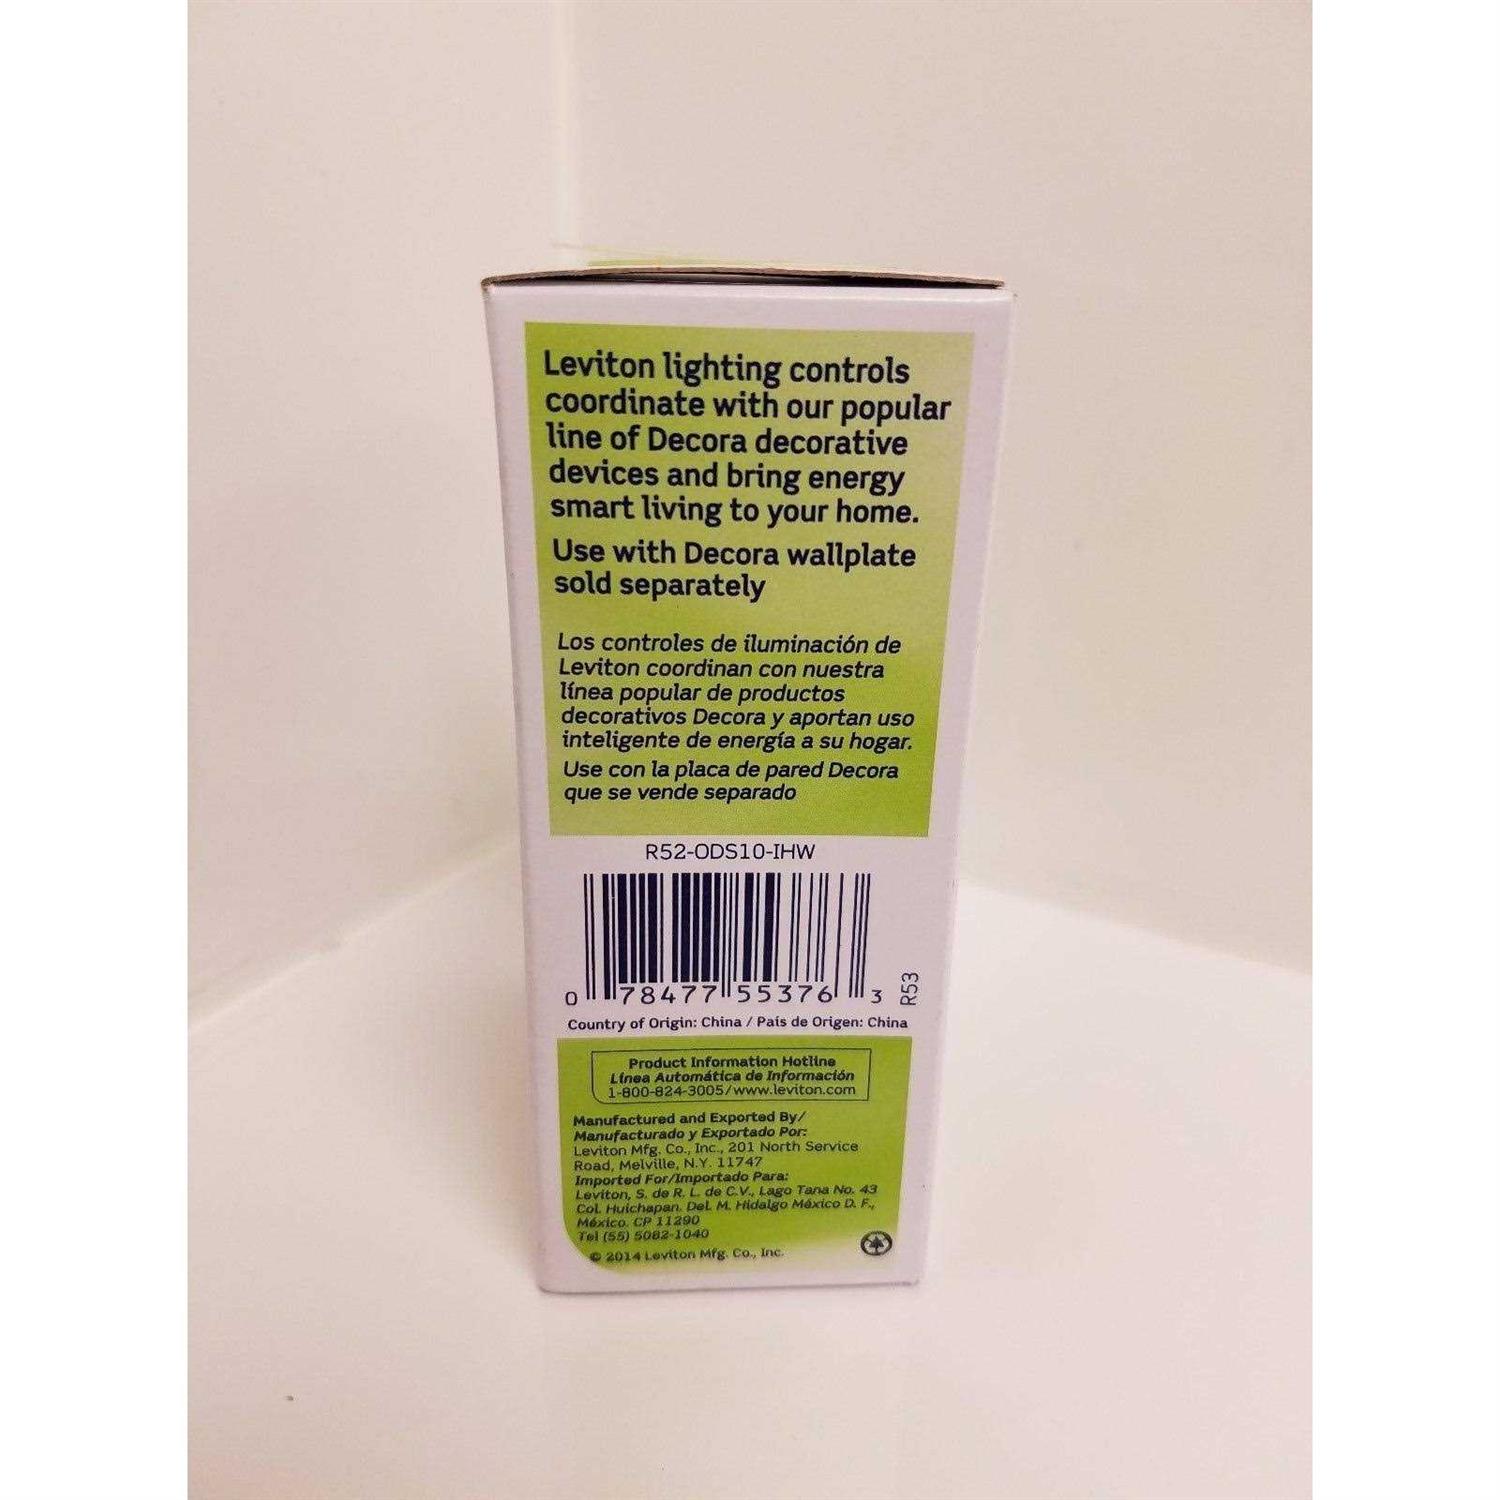 Leviton lighting controls
coordinate with our popular
line of Decora decorative
devices and bring energy
smart living to your home.
Use with Decora wallplate
sold separately
Los controles de iluminación de
Leviton coordinan con nuestra
línea popular de productos
decorativos Decora y aportan uso
inteligente de energía a su hogar.
Use con la placa de pared Decora
que se vende separado
R52-ODS10-IHW
0 78477 55376 3
R53
Country of Origin: China / País de Origen: China
Product Information Hotline
Línea Automática de Información
1-800-824-3005/www.leviton.com
Manufactured and Exported By/
Manufacturado y Exportado Por:
Leviton Mfg. Co., Inc., 201 North Service
Road, Melville, N.Y. 11747
Imported For/Importado Para:
Leviton, S. de R. L. de C.V., Lago Tana No. 43
Col. Huichapan. Del. M. Hidalgo México D. F.,
México. CP 11290
Tel (55) 5082-1040
© 2014 Leviton Mfg. Co., Inc.